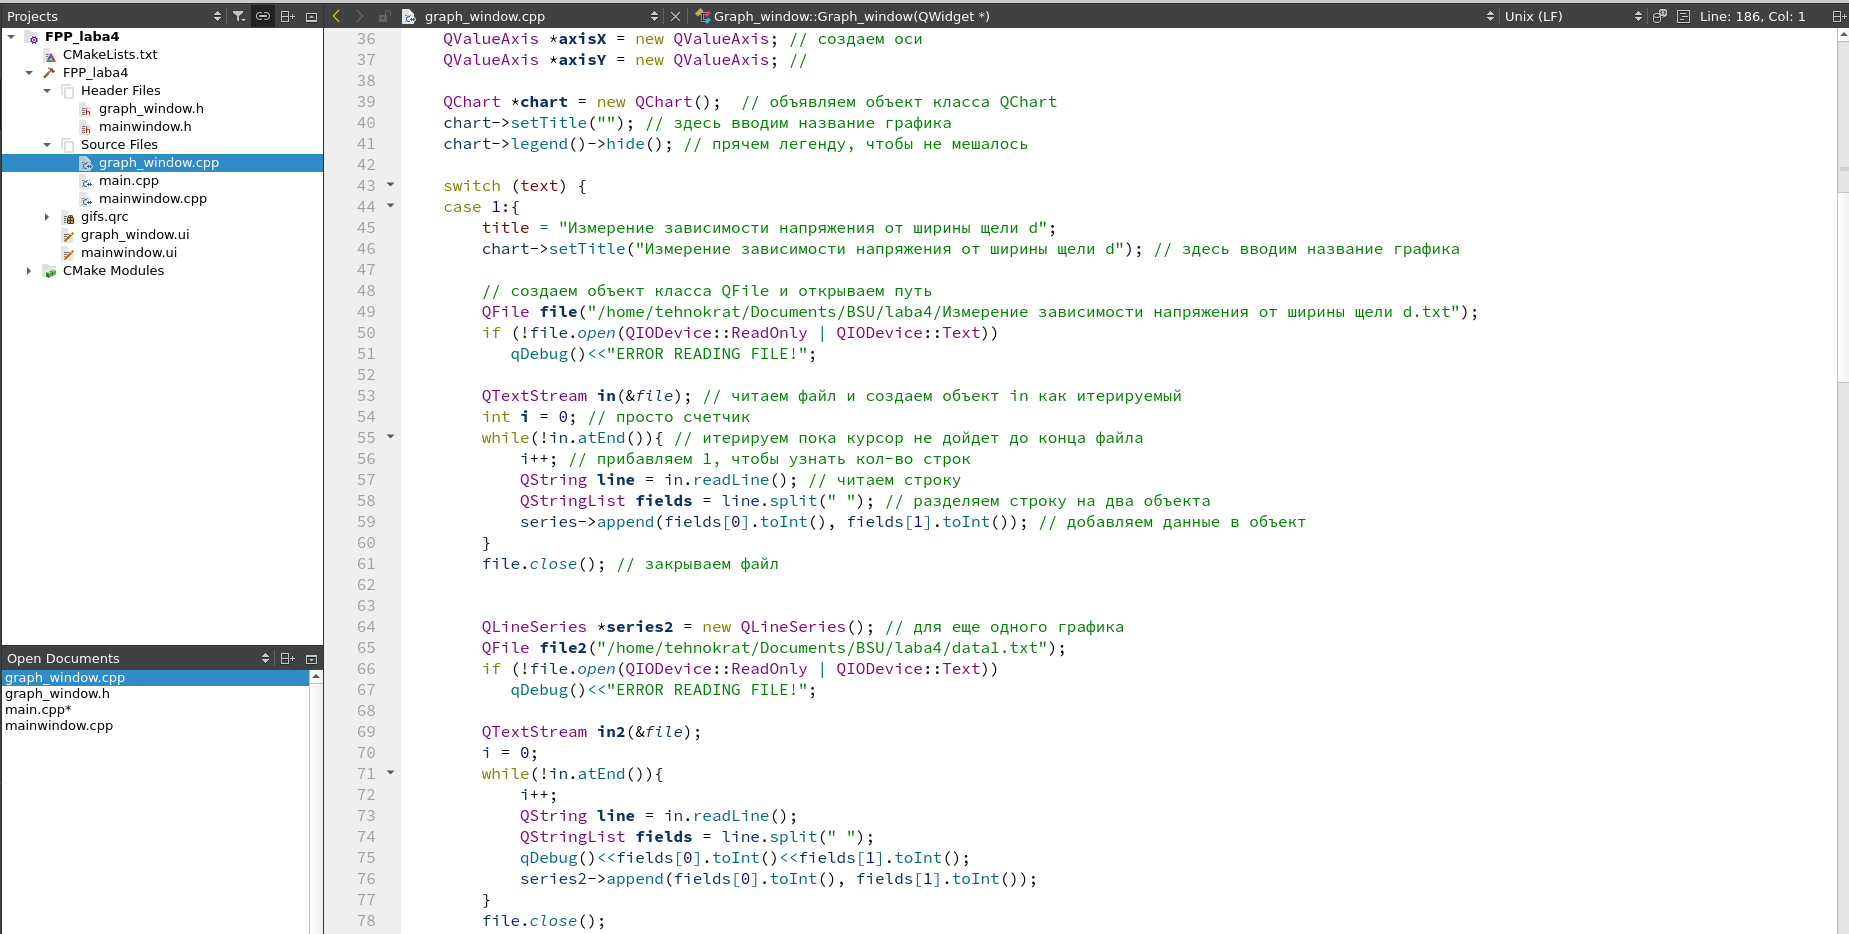 Projects
FPP_laba4
CMakeLists.txt
FPP_laba4
Header Files
graph_window.h
mainwindow.h
Source Files
graph_window.cpp
main.cpp
mainwindow.cpp
gifs.qrc
graph_window.ui
mainwindow.ui
CMake Modules
Open Documents
graph_window.cpp
graph_window.h
main.cpp*
mainwindow.cpp
graph_window.cpp Graph_window::Graph_window(QWidget *) Unix (LF) Line: 186, Col: 1
36 QValueAxis *axisX = new QValueAxis; // создаем оси
37 QValueAxis *axisY = new QValueAxis; //
38
39 QChart *chart = new QChart();  // объявляем объект класса QChart
40 chart->setTitle(""); // здесь вводим название графика
41 chart->legend()->hide(); // прячем легенду, чтобы не мешалось
42
43 switch (text) {
44 case 1:{
45 title = "Измерение зависимости напряжения от ширины щели d";
46 chart->setTitle("Измерение зависимости напряжения от ширины щели d"); // здесь вводим название графика
47
48 // создаем объект класса QFile и открываем путь
49 QFile file("/home/tehnokrat/Documents/BSU/laba4/Измерение зависимости напряжения от ширины щели d.txt");
50 if (!file.open(QIODevice::ReadOnly | QIODevice::Text))
51 qDebug()<<"ERROR READING FILE!";
52
53 QTextStream in(&file); // читаем файл и создаем объект in как итерируемый
54 int i = 0; // просто счетчик
55 while(!in.atEnd()){ // итерируем пока курсор не дойдет до конца файла
56 i++; // прибавляем 1, чтобы узнать кол-во строк
57 QString line = in.readLine(); // читаем строку
58 QStringList fields = line.split(" "); // разделяем строку на два объекта
59 series->append(fields[0].toInt(), fields[1].toInt()); // добавляем данные в объект
60 }
61 file.close(); // закрываем файл
62
63
64 QLineSeries *series2 = new QLineSeries(); // для еще одного графика
65 QFile file2("/home/tehnokrat/Documents/BSU/laba4/data1.txt");
66 if (!file.open(QIODevice::ReadOnly | QIODevice::Text))
67 qDebug()<<"ERROR READING FILE!";
68
69 QTextStream in2(&file);
70 i = 0;
71 while(!in.atEnd()){
72 i++;
73 QString line = in.readLine();
74 QStringList fields = line.split(" ");
75 qDebug()<<fields[0].toInt()<<fields[1].toInt();
76 series2->append(fields[0].toInt(), fields[1].toInt());
77 }
78 file.close();